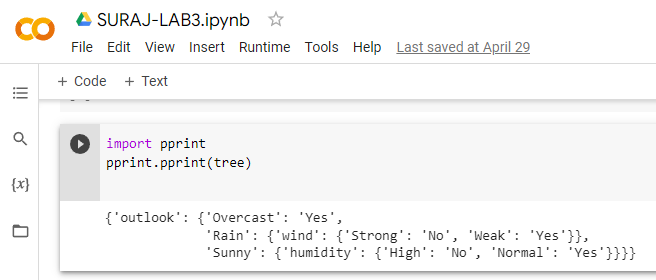 SURAJ-LAB3.ipynb
File Edit View Insert Runtime Tools Help Last saved at April 29
+ Code + Text
{x}
import pprint
pprint.pprint(tree)
{'outlook': {'Overcast': 'Yes',
'Rain': {'wind': {'Strong': 'No', 'Weak': 'Yes'}},
'Sunny': {'humidity': {'High': 'No', 'Normal': 'Yes'}}}}